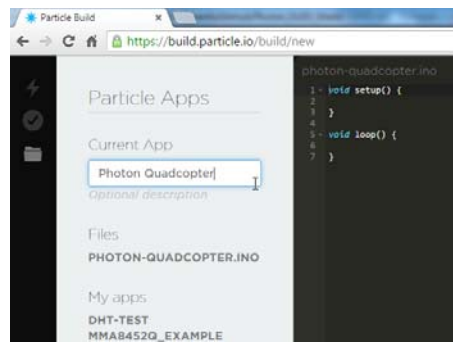 Particle Build
https://build.particle.io/build/new
Particle Apps
Current App
Photon Quadcopter
Optional description
Files
PHOTON-QUADCOPTER.INO
My apps
DHT-TEST
MMA8452Q_EXAMPLE
photon-quadcopter.ino
1 void setup() {
2
3 }
4
5 void loop() {
6
7 }